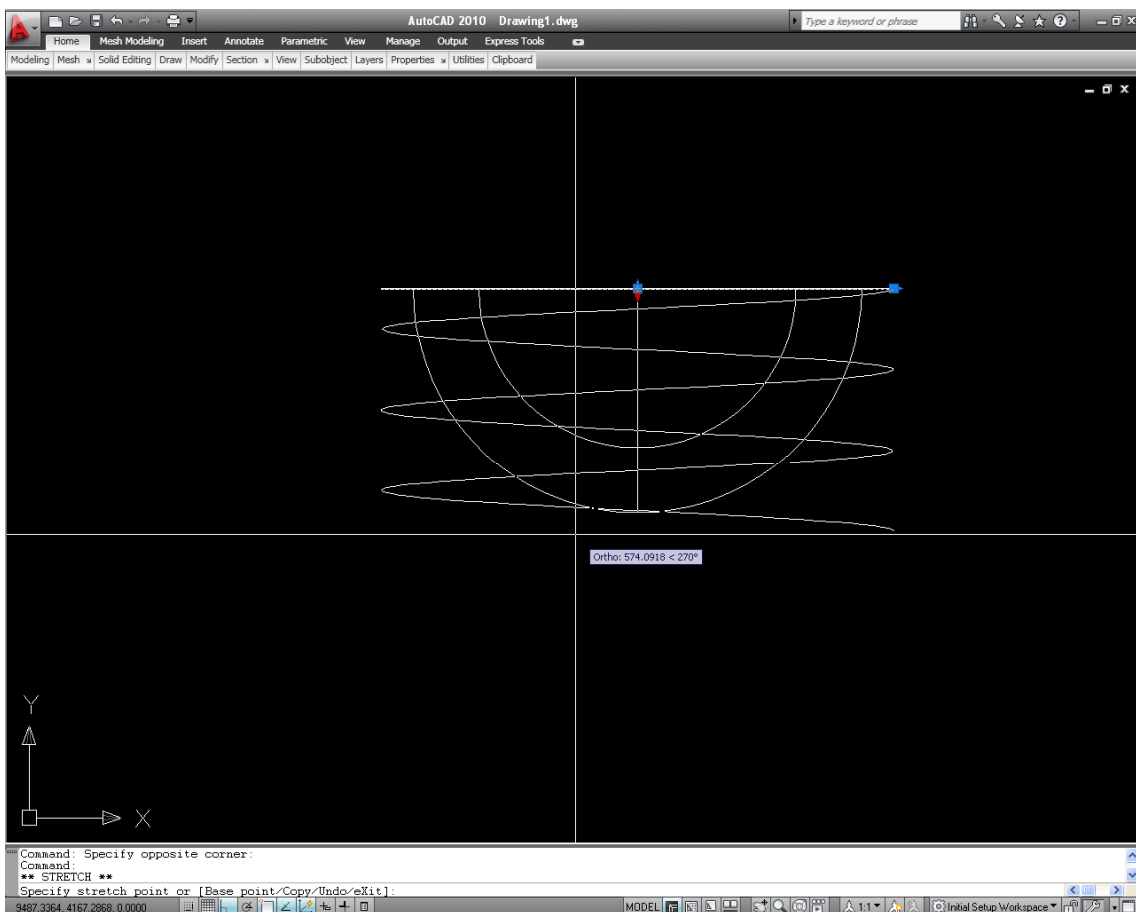 AutoCAD 2010 Drawing1.dwg
Type a keyword or phrase
Home Mesh Modeling Insert Annotate Parametric View Manage Output Express Tools
Modeling Mesh Solid Editing Draw Modify Section View Subobject Layers Properties Utilities Clipboard
Ortho: 574.0918 < 270°
Y
X
Command: Specify opposite corner:
Command:
** STRETCH **
Specify stretch point or [Base point/Copy/Undo/eXit]:
9487.3364, 4167.2868, 0.0000 MODEL 1:1 Initial Setup Workspace